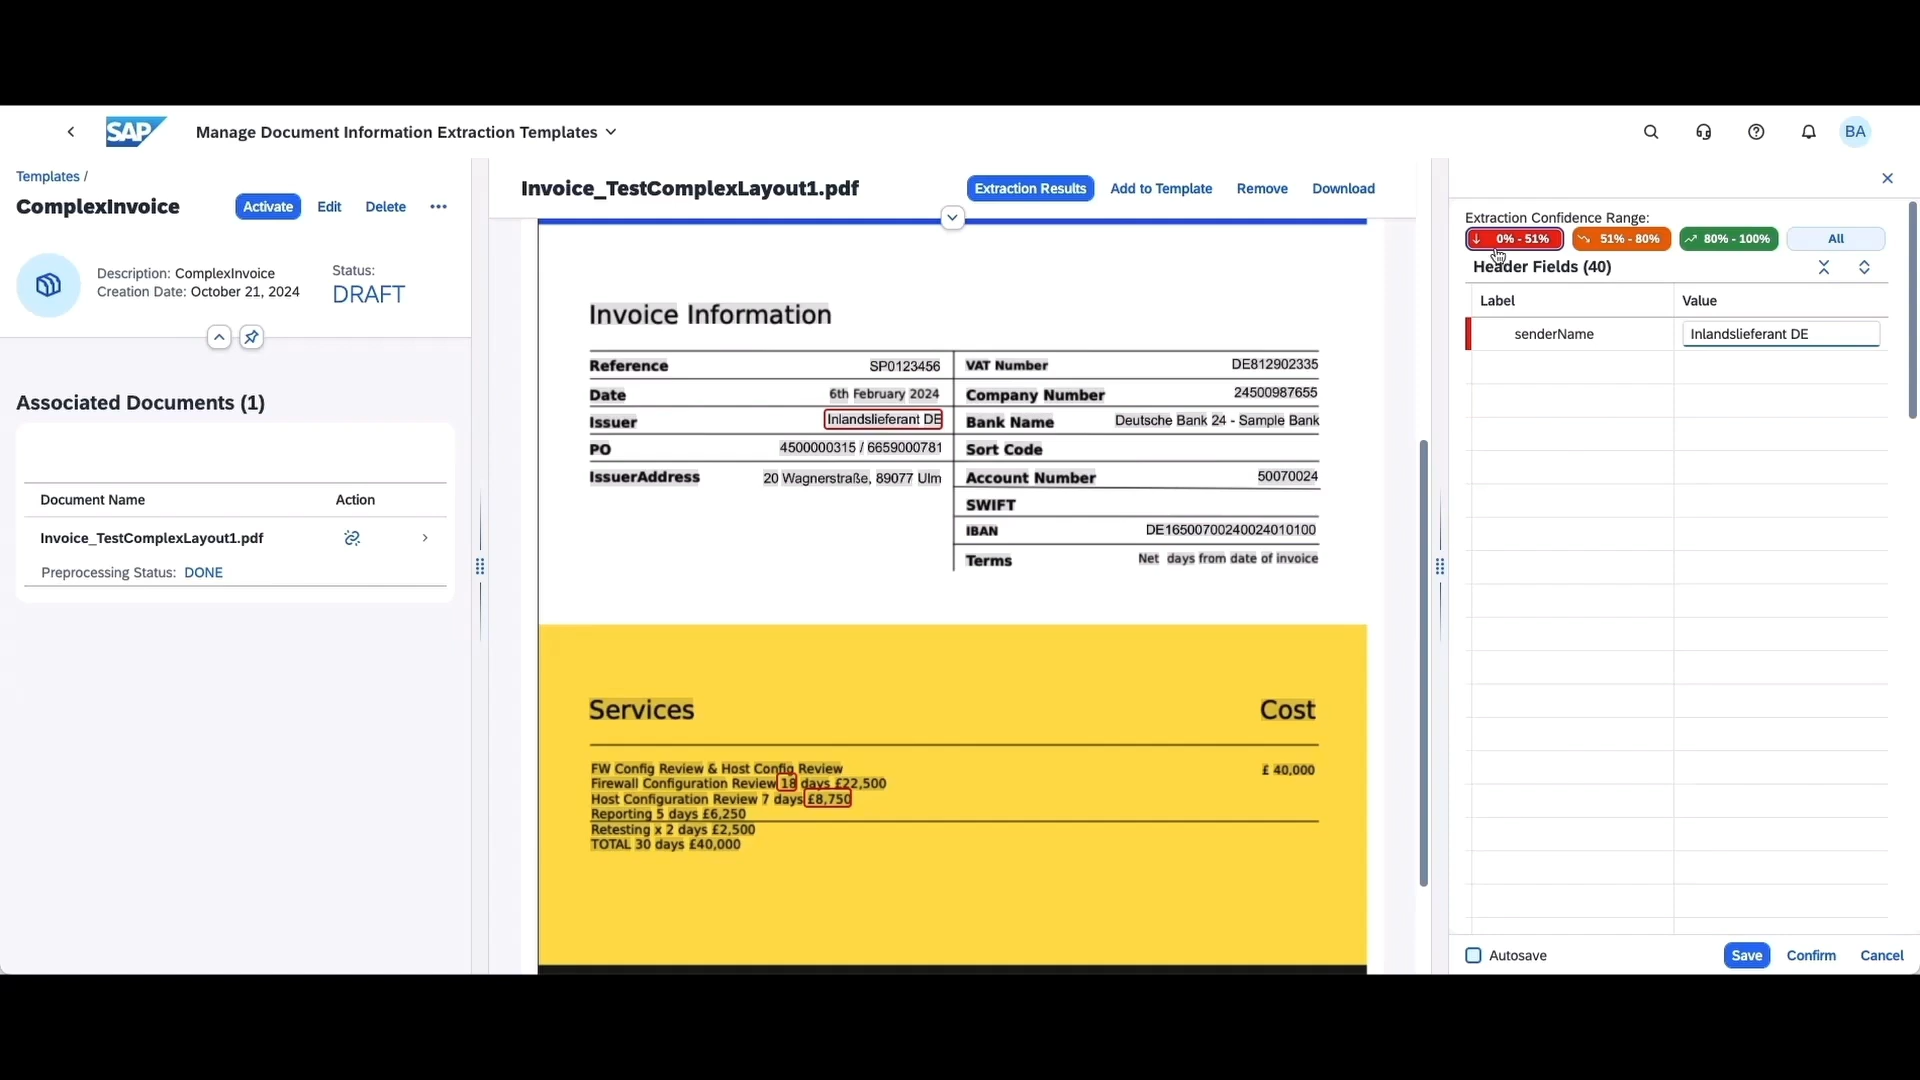 SAP Manage Document Information Extraction Templates
BA
Templates /
ComplexInvoice
Activate Edit Delete
Description: ComplexInvoice
Creation Date: October 21, 2024
Status:
DRAFT
Associated Documents (1)
Document Name Action
Invoice_TestComplexLayout1.pdf
Preprocessing Status: DONE
Invoice_TestComplexLayout1.pdf
Extraction Results Add to Template Remove Download
Invoice Information
Reference SP0123456
Date 6th February 2024
Issuer Inlandslieferant DE
PO 4500000315 / 6659000781
IssuerAddress 20 Wagnerstraße, 89077 Ulm
VAT Number DE812902335
Company Number 24500987655
Bank Name Deutsche Bank 24 - Sample Bank
Sort Code
Account Number 50070024
SWIFT
IBAN DE16500700240024010100
Terms Net days from date of invoice
Services Cost
FW Config Review & Host Config Review £ 40,000
Firewall Configuration Review 18 days £22,500
Host Configuration Review 7 days £8,750
Reporting 5 days £6,250
Retesting x 2 days £2,500
TOTAL 30 days £40,000
Extraction Confidence Range:
0% - 51% 51% - 80% 80% - 100% All
Header Fields (40)
Label Value
senderName Inlandslieferant DE
Autosave Save Confirm Cancel